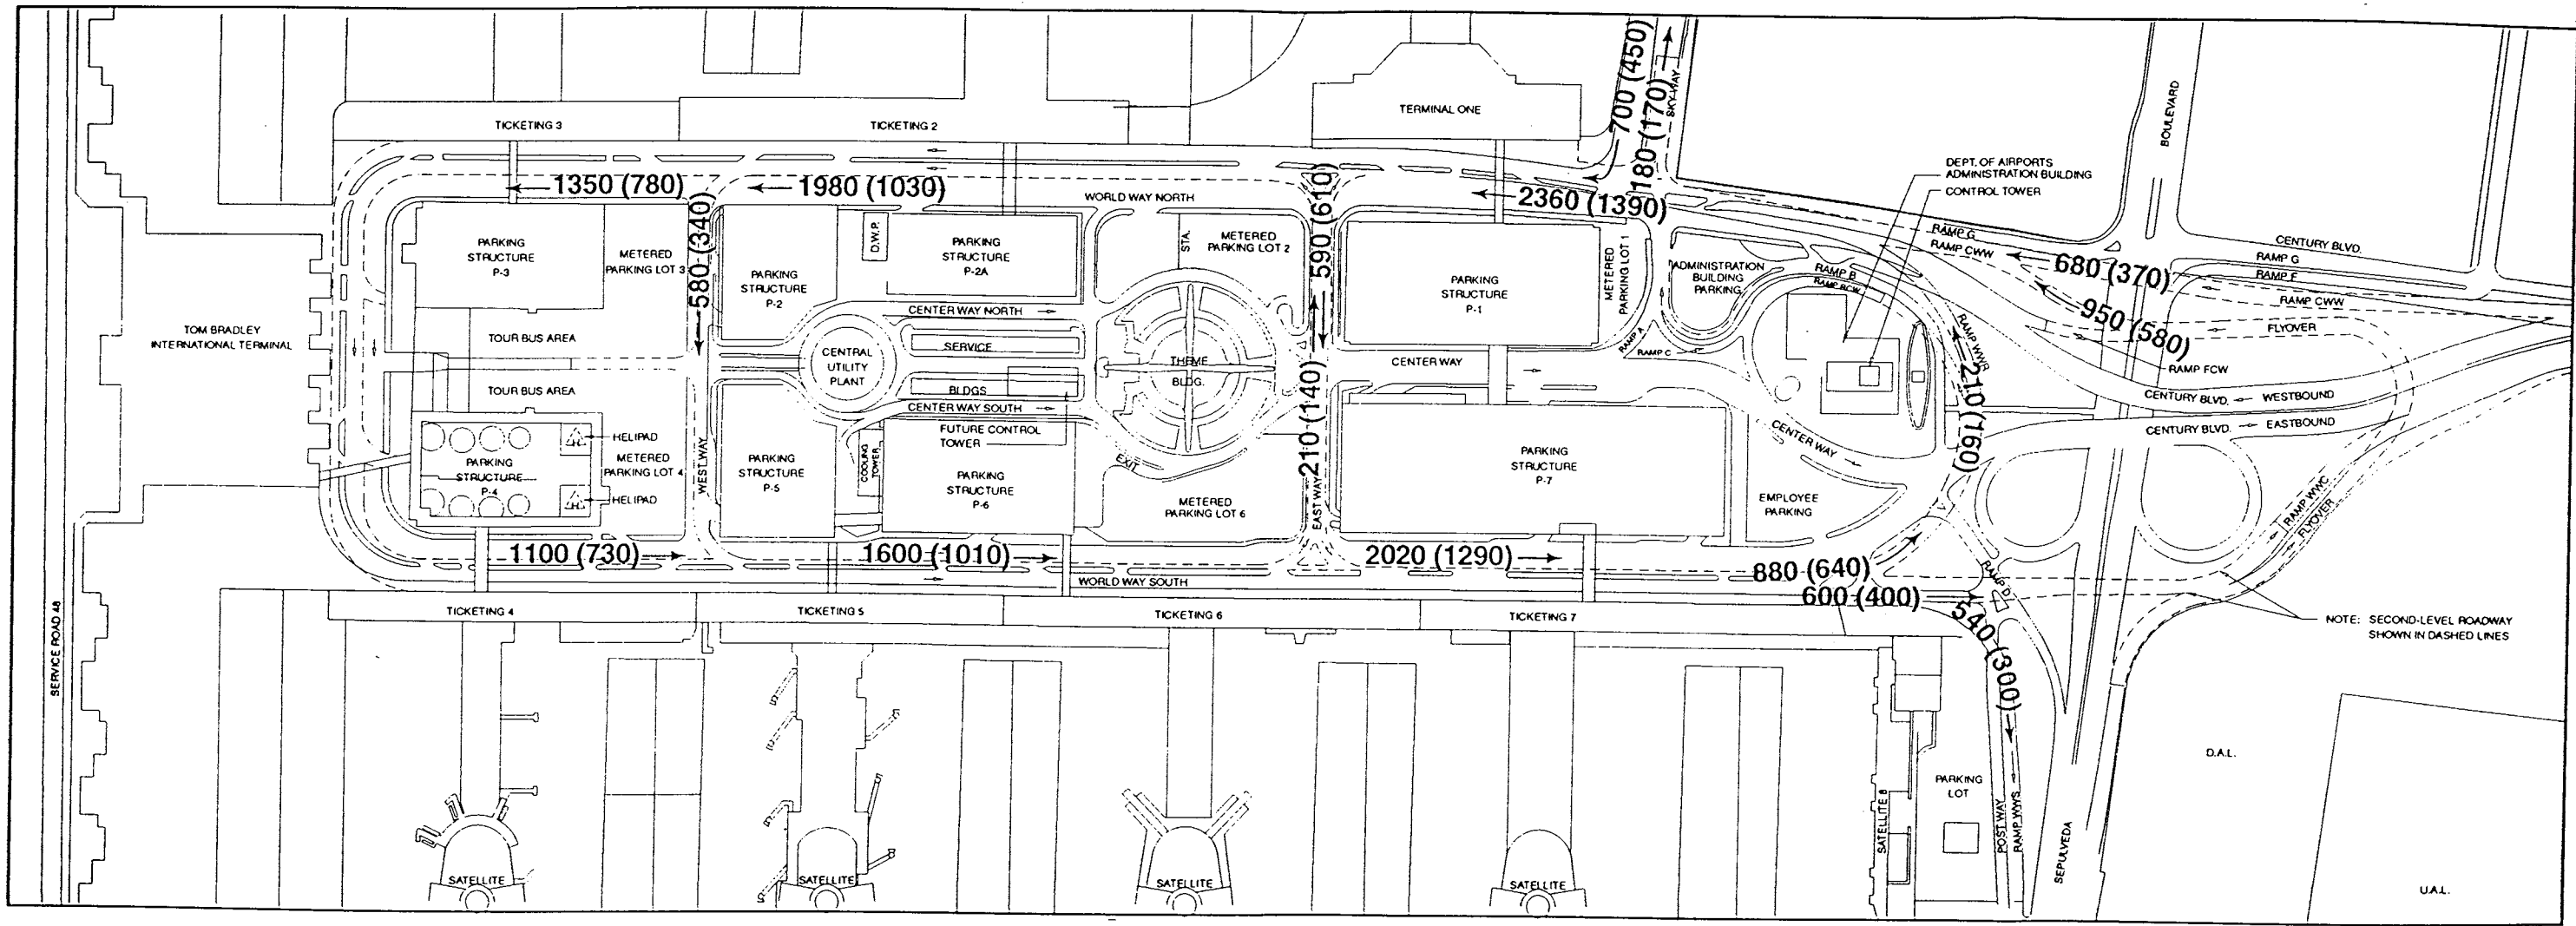 TICKETING 3
TICKETING 2
TERMINAL ONE
700 (450)
180 (170)
SKY WAY
BOULEVARD
DEPT. OF AIRPORTS
ADMINISTRATION BUILDING
CONTROL TOWER
1350 (780)
1980 (1030)
WORLD WAY NORTH
2360 (1390)
580 (340)
590 (610)
PARKING
STRUCTURE
P-3
METERED
PARKING LOT 3
PARKING
STRUCTURE
P-2
D.W.P.
PARKING
STRUCTURE
P-2A
STA.
METERED
PARKING LOT 2
PARKING
STRUCTURE
P-1
METERED
PARKING LOT 1
ADMINISTRATION
BUILDING
PARKING
RAMP B
RAMP BCW
RAMP G
RAMP CWW
680 (370)
950 (580)
CENTURY BLVD.
RAMP G
RAMP F
RAMP CWW
FLYOVER
RAMP FCW
CENTURY BLVD.
WESTBOUND
CENTURY BLVD.
EASTBOUND
TOM BRADLEY
INTERNATIONAL TERMINAL
TOUR BUS AREA
TOUR BUS AREA
CENTER WAY NORTH
SERVICE
BLDGS
CENTER WAY SOUTH
CENTRAL
UTILITY
PLANT
THEME
BLDG.
CENTER WAY
RAMP A
RAMP C
RAMP WWR
210 (160)
210 (140)
EAST WAY
FUTURE CONTROL
TOWER
EXIT
HELIPAD
METERED
PARKING LOT 4
HELIPAD
PARKING
STRUCTURE
P-4
WEST WAY
PARKING
STRUCTURE
P-5
COOLING
TOWER
PARKING
STRUCTURE
P-6
METERED
PARKING LOT 6
PARKING
STRUCTURE
P-7
CENTER WAY
EMPLOYEE
PARKING
RAMP WWC
FLYOVER
1100 (730)
1600 (1010)
2020 (1290)
880 (640)
600 (400)
WORLD WAY SOUTH
RAMP D
540 (300)
TICKETING 4
TICKETING 5
TICKETING 6
TICKETING 7
NOTE: SECOND-LEVEL ROADWAY
SHOWN IN DASHED LINES
SERVICE ROAD 48
SATELLITE
SATELLITE
SATELLITE
SATELLITE
SATELLITE 8
PARKING
LOT
POST WAY
RAMP WWS
SEPULVEDA
D.A.L.
U.A.L.